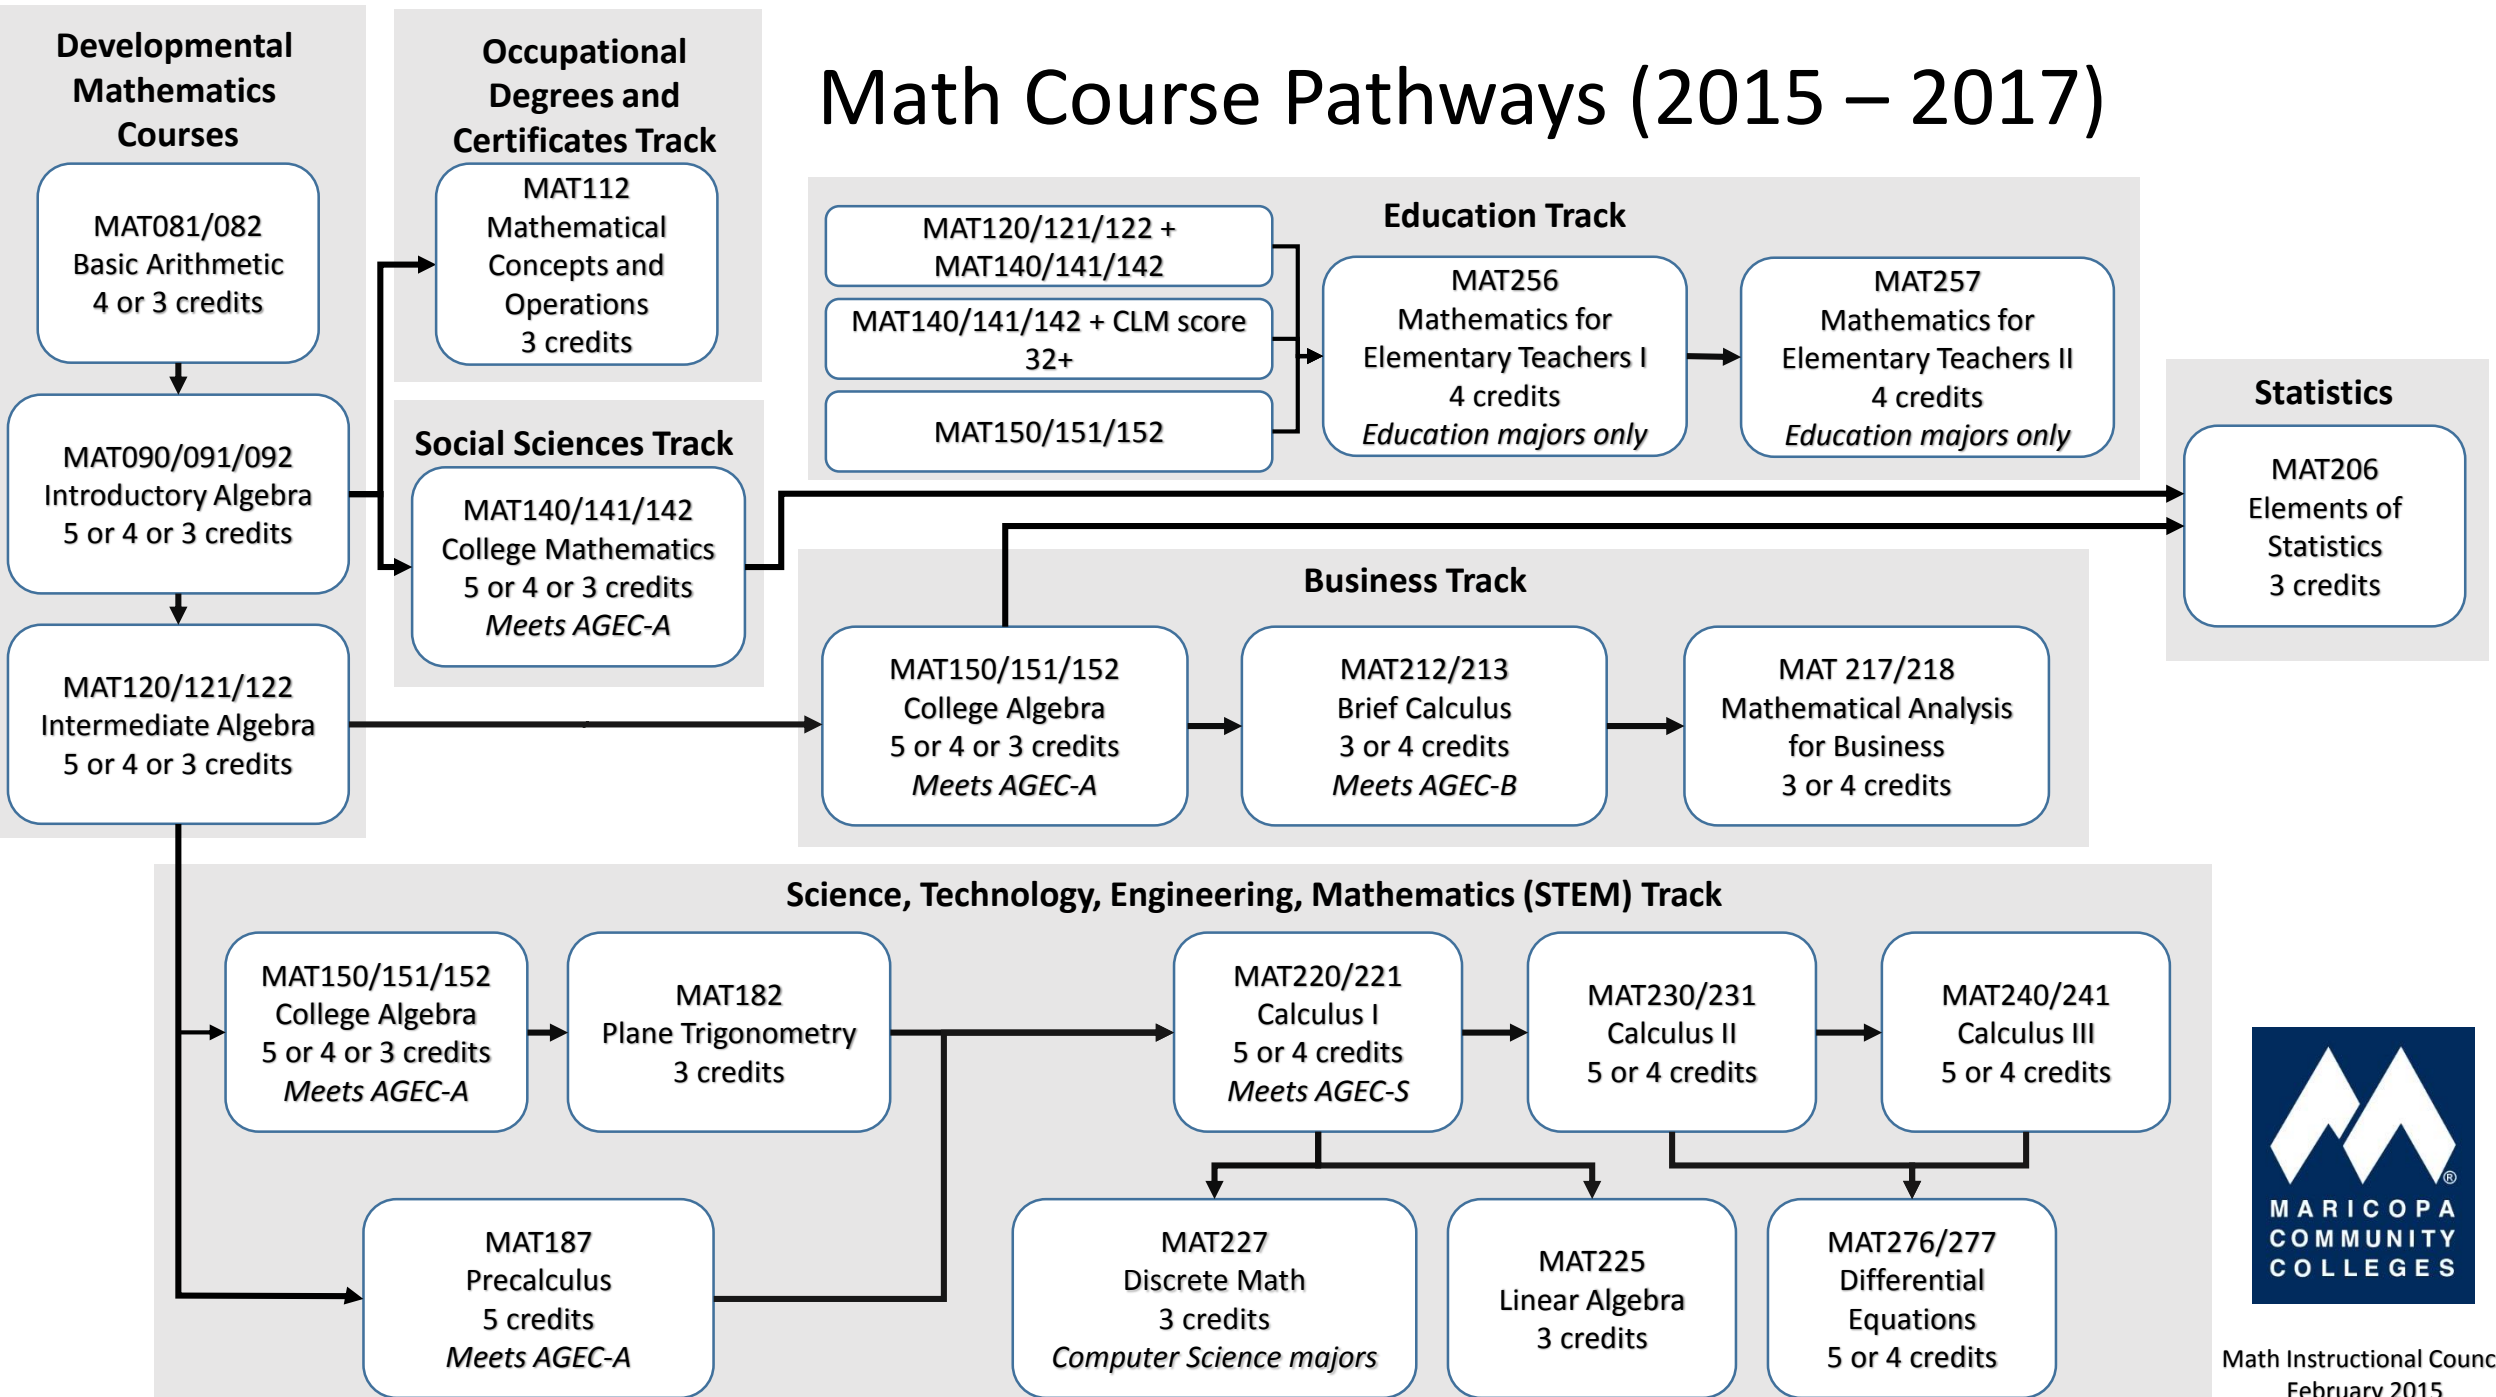 Math Course Pathways (2015 – 2017)
Developmental
Mathematics
Courses
MAT081/082
Basic Arithmetic
4 or 3 credits
MAT090/091/092
Introductory Algebra
5 or 4 or 3 credits
MAT120/121/122
Intermediate Algebra
5 or 4 or 3 credits
Occupational
Degrees and
Certificates Track
MAT112
Mathematical
Concepts and
Operations
3 credits
Social Sciences Track
MAT140/141/142
College Mathematics
5 or 4 or 3 credits
Meets AGEC-A
Education Track
MAT120/121/122 +
MAT140/141/142
MAT140/141/142 + CLM score
32+
MAT150/151/152
MAT256
Mathematics for
Elementary Teachers I
4 credits
Education majors only
MAT257
Mathematics for
Elementary Teachers II
4 credits
Education majors only
Statistics
MAT206
Elements of
Statistics
3 credits
Business Track
MAT150/151/152
College Algebra
5 or 4 or 3 credits
Meets AGEC-A
MAT212/213
Brief Calculus
3 or 4 credits
Meets AGEC-B
MAT 217/218
Mathematical Analysis
for Business
3 or 4 credits
Science, Technology, Engineering, Mathematics (STEM) Track
MAT150/151/152
College Algebra
5 or 4 or 3 credits
Meets AGEC-A
MAT182
Plane Trigonometry
3 credits
MAT220/221
Calculus I
5 or 4 credits
Meets AGEC-S
MAT230/231
Calculus II
5 or 4 credits
MAT240/241
Calculus III
5 or 4 credits
MAT187
Precalculus
5 credits
Meets AGEC-A
MAT227
Discrete Math
3 credits
Computer Science majors
MAT225
Linear Algebra
3 credits
MAT276/277
Differential
Equations
5 or 4 credits
®
MARICOPA
COMMUNITY
COLLEGES
Math Instructional Counc
February 2015